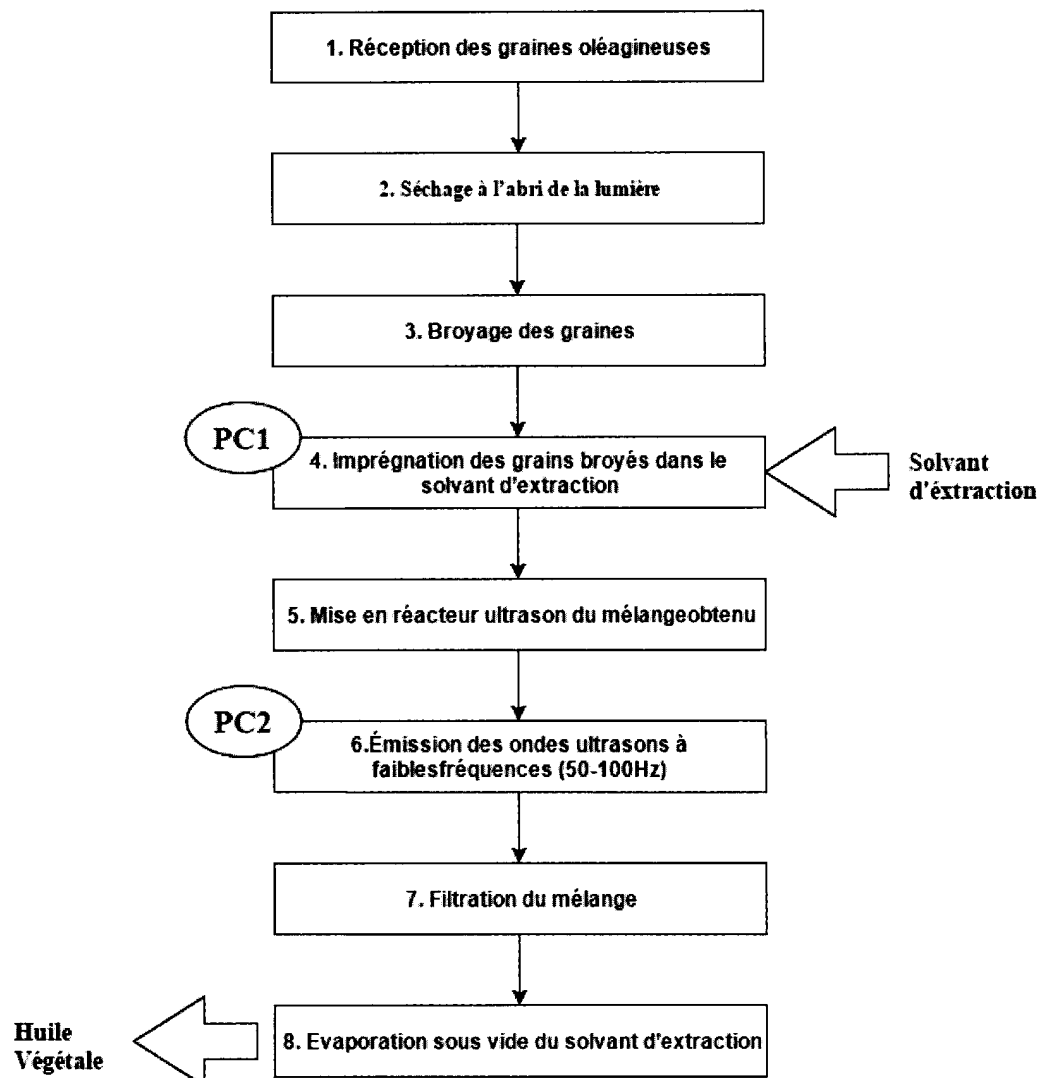 1. Réception des graines oléagineuses
2. Séchage à l'abri de la lumière
3. Broyage des graines
PC1
4. Imprégnation des grains broyés dans le
solvant d'extraction
Solvant
d'éxtraction
5. Mise en réacteur ultrason du mélangeobtenu
PC2
6.Émission des ondes ultrasons à
faiblesfréquences (50-100Hz)
7. Filtration du mélange
8. Evaporation sous vide du solvant d'extraction
Huile
Végétale